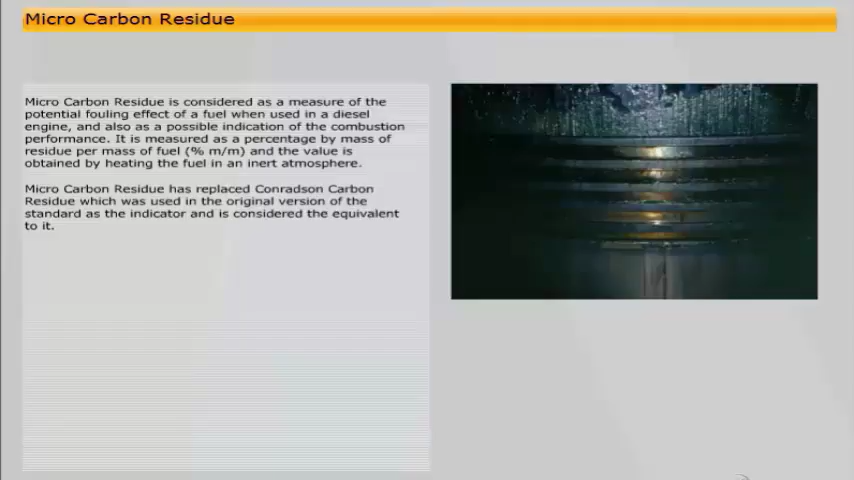 Micro Carbon Residue
Micro Carbon Residue is considered as a measure of the
potential fouling effect of a fuel when used in a diesel
engine, and also as a possible indication of the combustion
performance. It is measured as a percentage by mass of
residue per mass of fuel (% m/m) and the value is
obtained by heating the fuel in an inert atmosphere.
Micro Carbon Residue has replaced Conradson Carbon
Residue which was used in the original version of the
standard as the indicator and is considered the equivalent
to it.